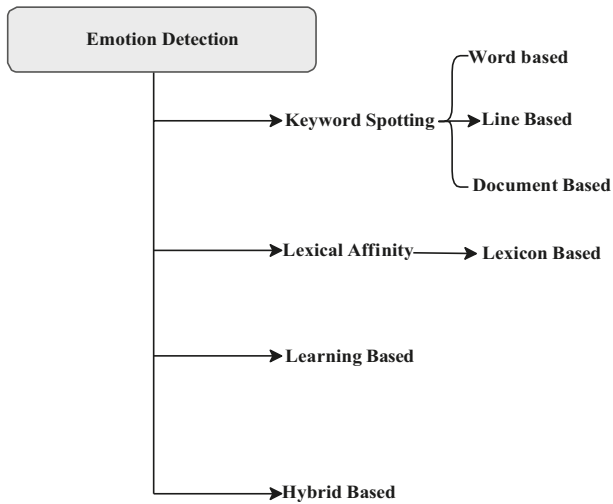 Emotion Detection
Word based
Keyword Spotting
Line Based
Document Based
Lexical Affinity
Lexicon Based
Learning Based
Hybrid Based